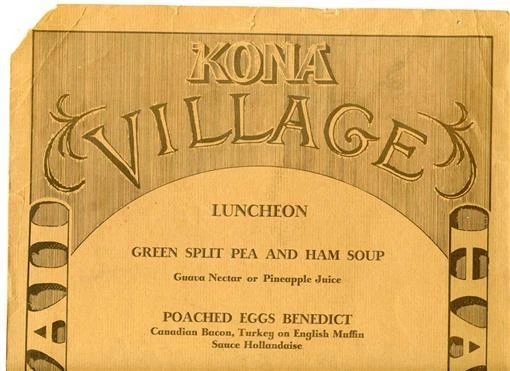 KONA
VILLAGE
LUNCHEON
GREEN SPLIT PEA AND HAM SOUP
Guava Nectar or Pineapple Juice
POACHED EGGS BENEDICT
Canadian Bacon, Turkey on English Muffin
Sauce Hollandaise